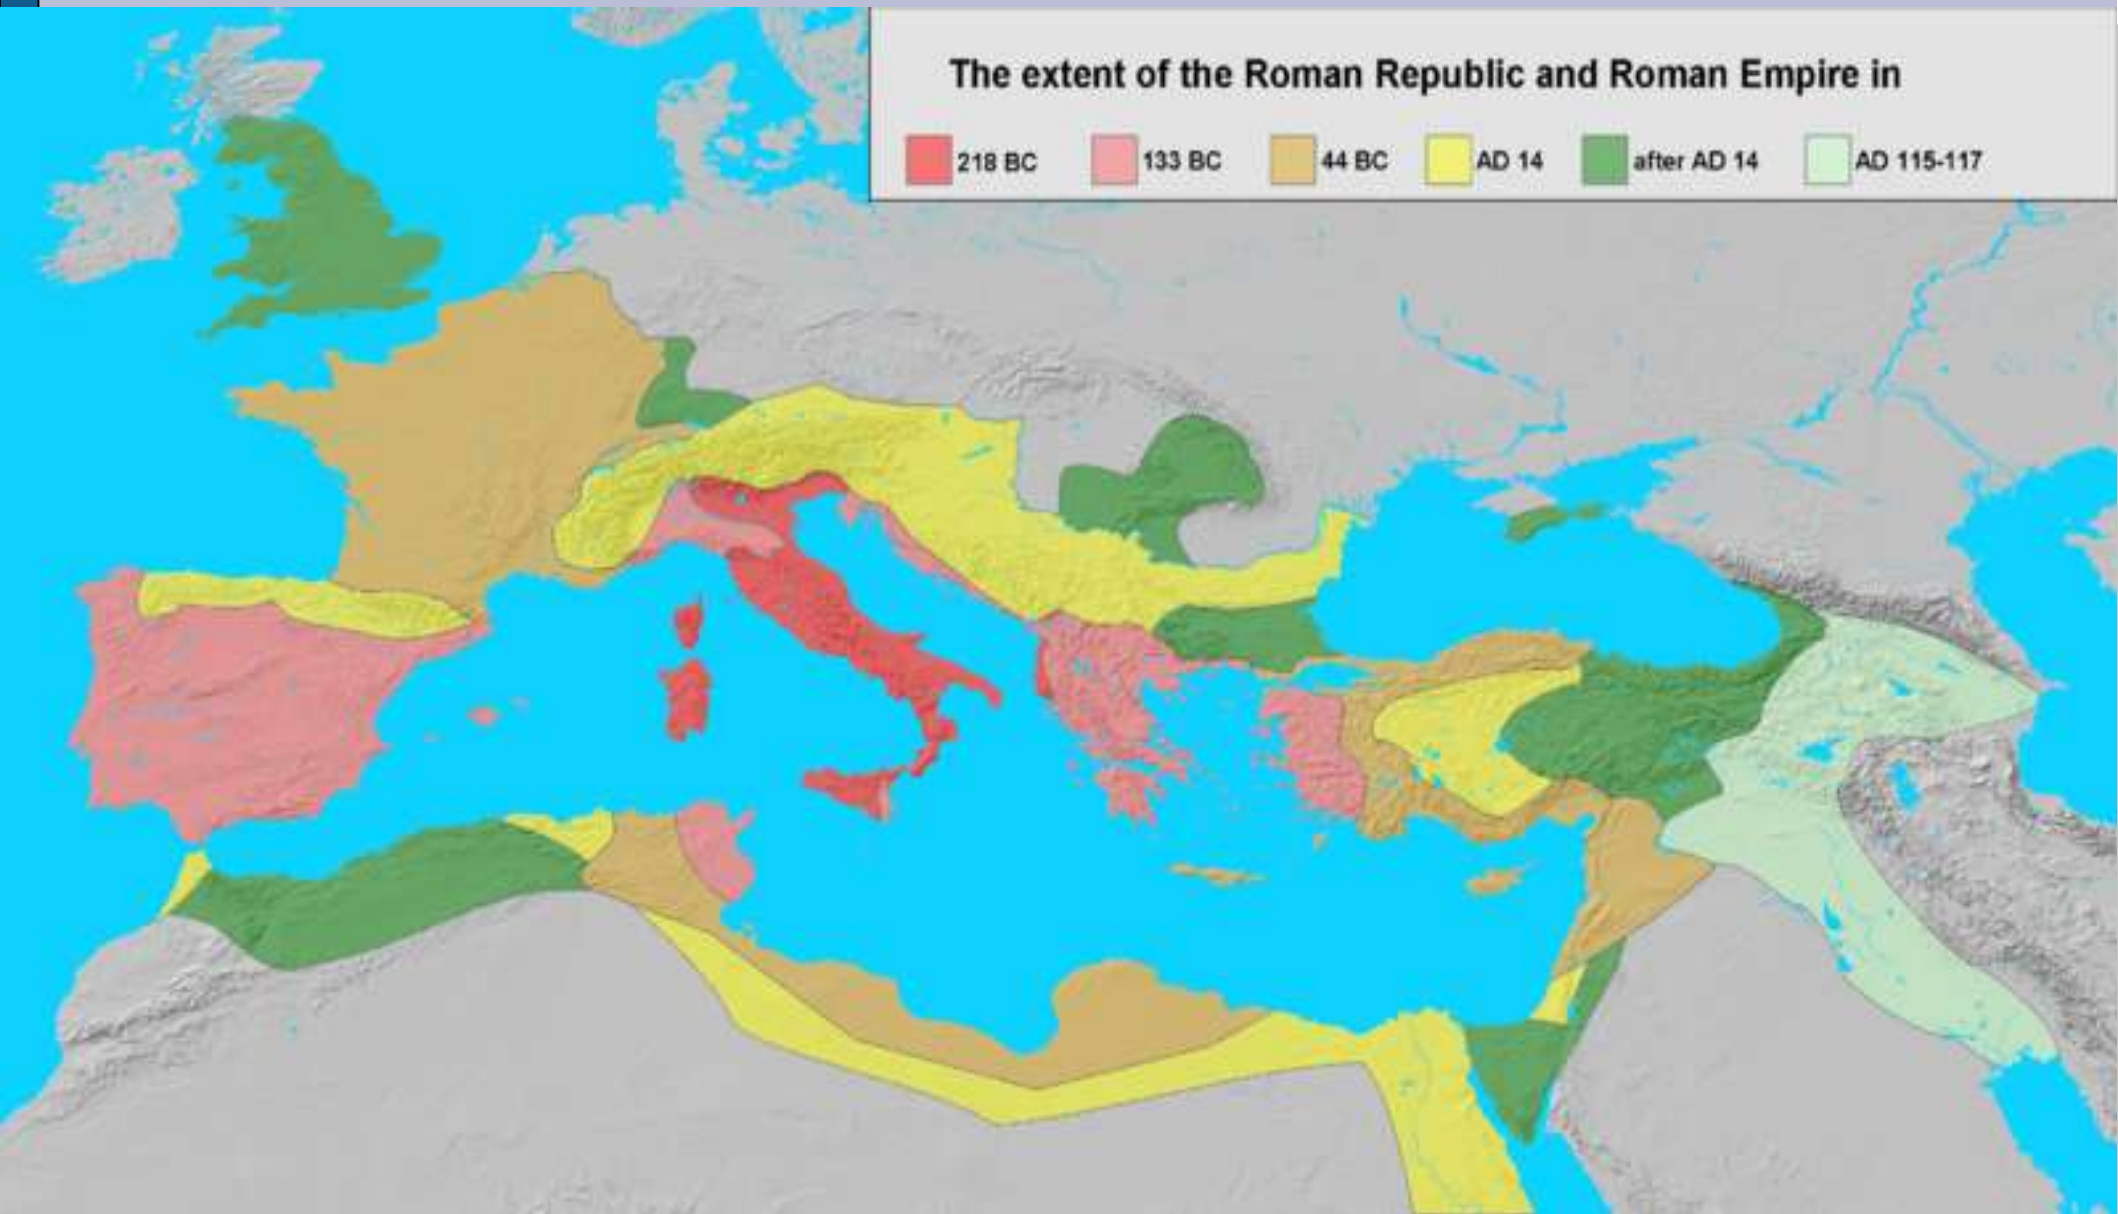 The extent of the Roman Republic and Roman Empire in
218 BC 133 BC 44 BC AD 14 after AD 14 AD 115-117